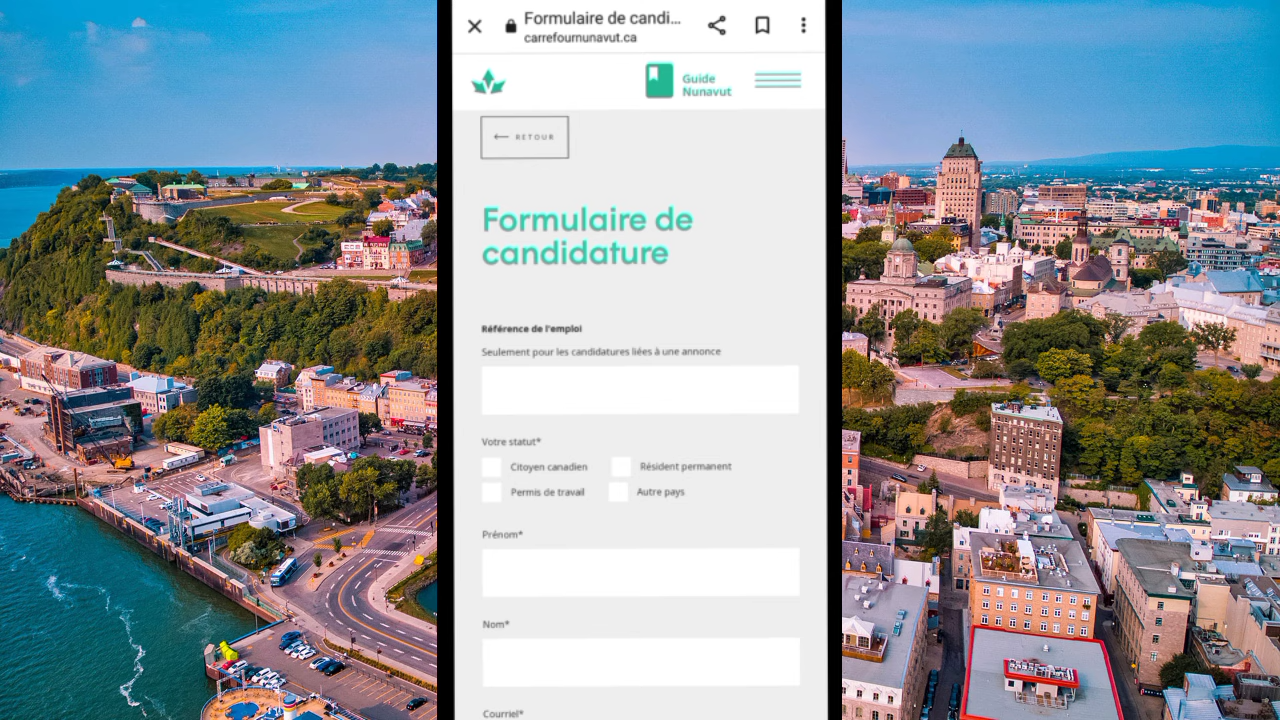 Formulaire de candi...
carrefournunavut.ca
Guide
Nunavut
← RETOUR
Formulaire de
candidature
Référence de l'emploi
Seulement pour les candidatures liées à une annonce
Votre statut*
Citoyen canadien Résident permanent
Permis de travail Autre pays
Prénom*
Nom*
Courriel*